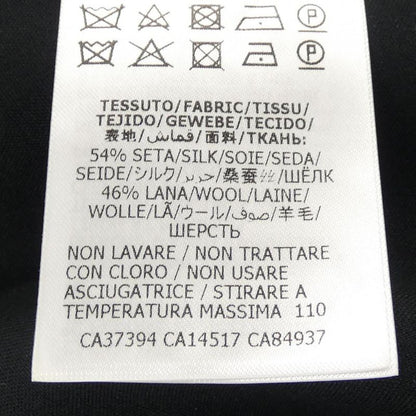 P
P
TESSUTO/FABRIC/TISSU/
TEJIDO/GEWEBE/TECIDO/
表地/قماش/面料/ТКАНЬ:
54% SETA/SILK/SOIE/SEDA/
SEIDE/シルク/حرير/桑蚕丝/ШЁЛК
46% LANA/WOOL/LAINE/
WOLLE/LÃ/ウール/صوف/羊毛/
ШЕРСТЬ
NON LAVARE / NON TRATTARE
CON CLORO / NON USARE
ASCIUGATRICE / STIRARE A
TEMPERATURA MASSIMA 110
CA37394 CA14517 CA84937